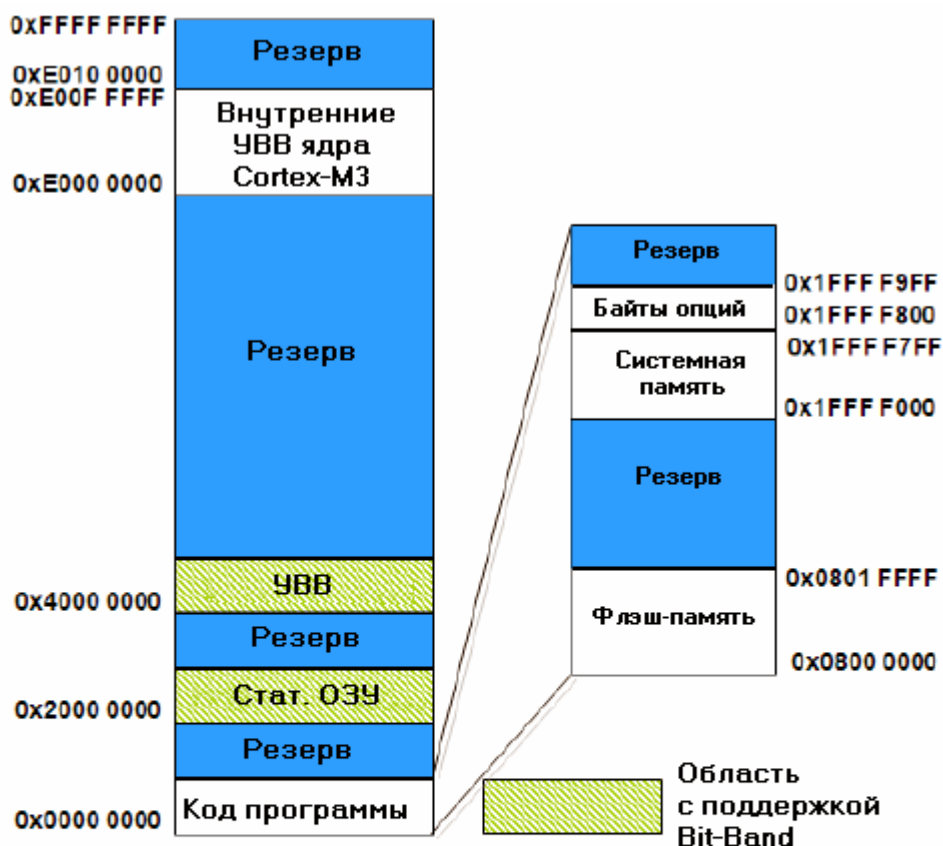 0xFFFF FFFF
Резерв
0xE010 0000
0xE00F FFFF
Внутренние
УВВ ядра
Cortex-M3
0xE000 0000
Резерв
УВВ
0x4000 0000
Резерв
Стат. ОЗУ
0x2000 0000
Резерв
Код программы
0x0000 0000
Резерв
0x1FFF F9FF
Байты опций
0x1FFF F800
0x1FFF F7FF
Системная
память
0x1FFF F000
Резерв
0x0801 FFFF
Флэш-память
0x0800 0000
Область
с поддержкой
Bit-Band